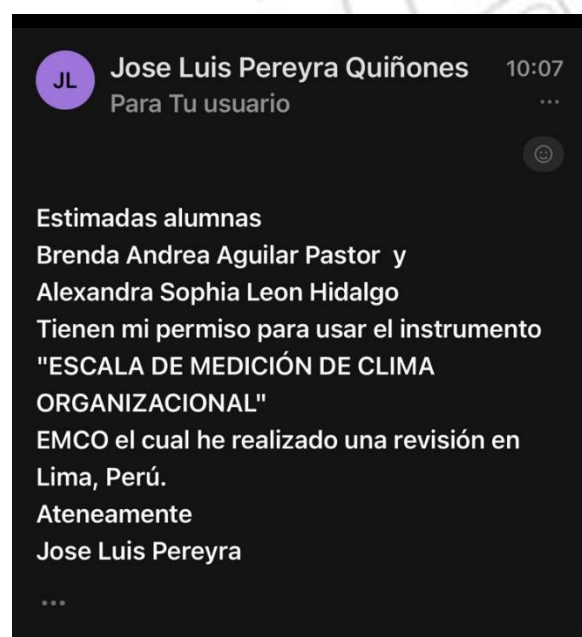 JL
Jose Luis Pereyra Quiñones 10:07
Para Tu usuario ...
Estimadas alumnas
Brenda Andrea Aguilar Pastor y
Alexandra Sophia Leon Hidalgo
Tienen mi permiso para usar el instrumento
"ESCALA DE MEDICIÓN DE CLIMA
ORGANIZACIONAL"
EMCO el cual he realizado una revisión en
Lima, Perú.
Ateneamente
Jose Luis Pereyra
...